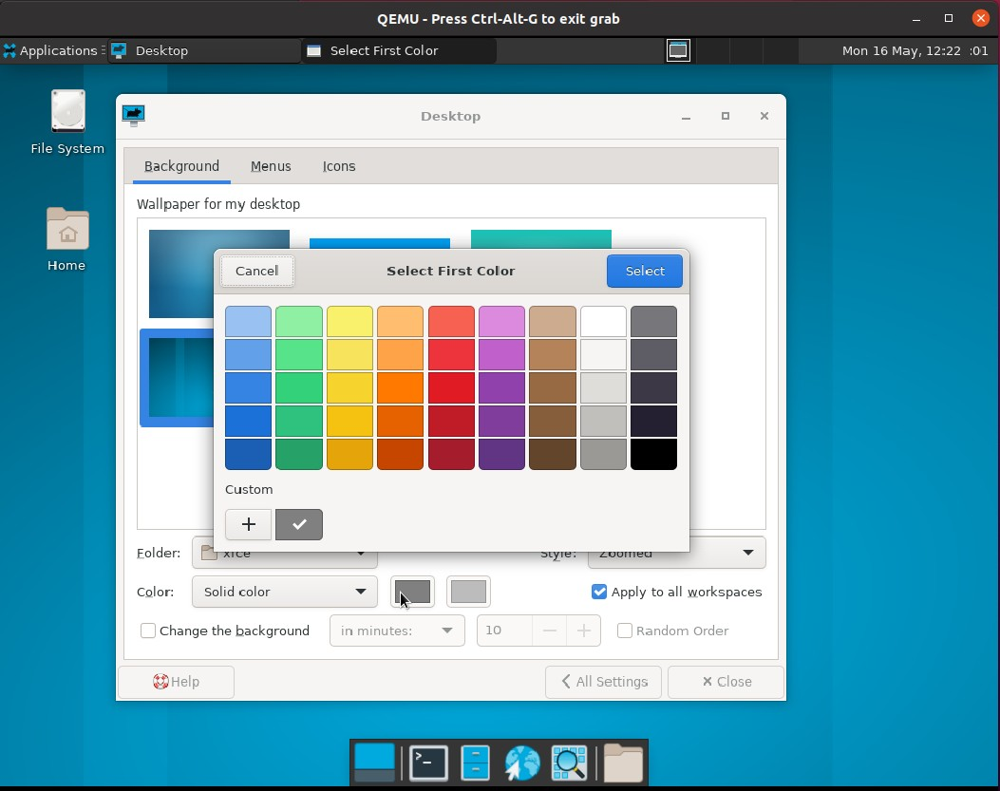 QEMU - Press Ctrl-Alt-G to exit grab
Applications Desktop Select First Color Mon 16 May, 12:22 :01
File System
Home
Desktop
Background Menus Icons
Wallpaper for my desktop
Cancel Select First Color Select
Custom
Folder: xfce Style: Zoomed
Color: Solid color Apply to all workspaces
Change the background in minutes: 10 Random Order
Help All Settings Close